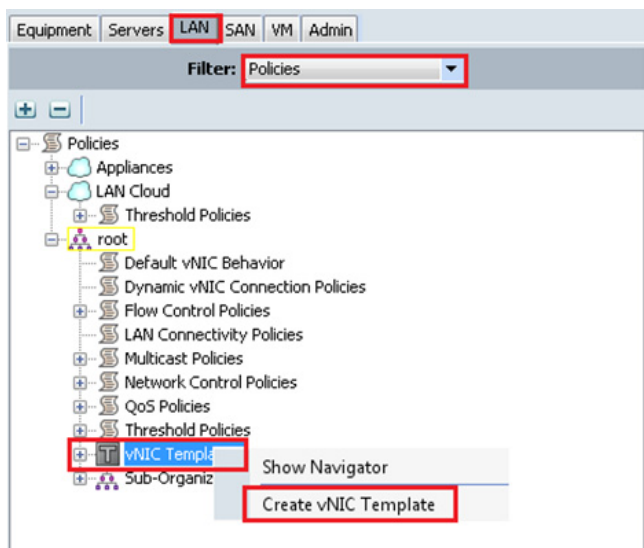 Equipment Servers LAN SAN VM Admin
Filter: Policies
Policies
Appliances
LAN Cloud
Threshold Policies
root
Default vNIC Behavior
Dynamic vNIC Connection Policies
Flow Control Policies
LAN Connectivity Policies
Multicast Policies
Network Control Policies
QoS Policies
Threshold Policies
vNIC Templa
Show Navigator
Sub-Organiz
Create vNIC Template